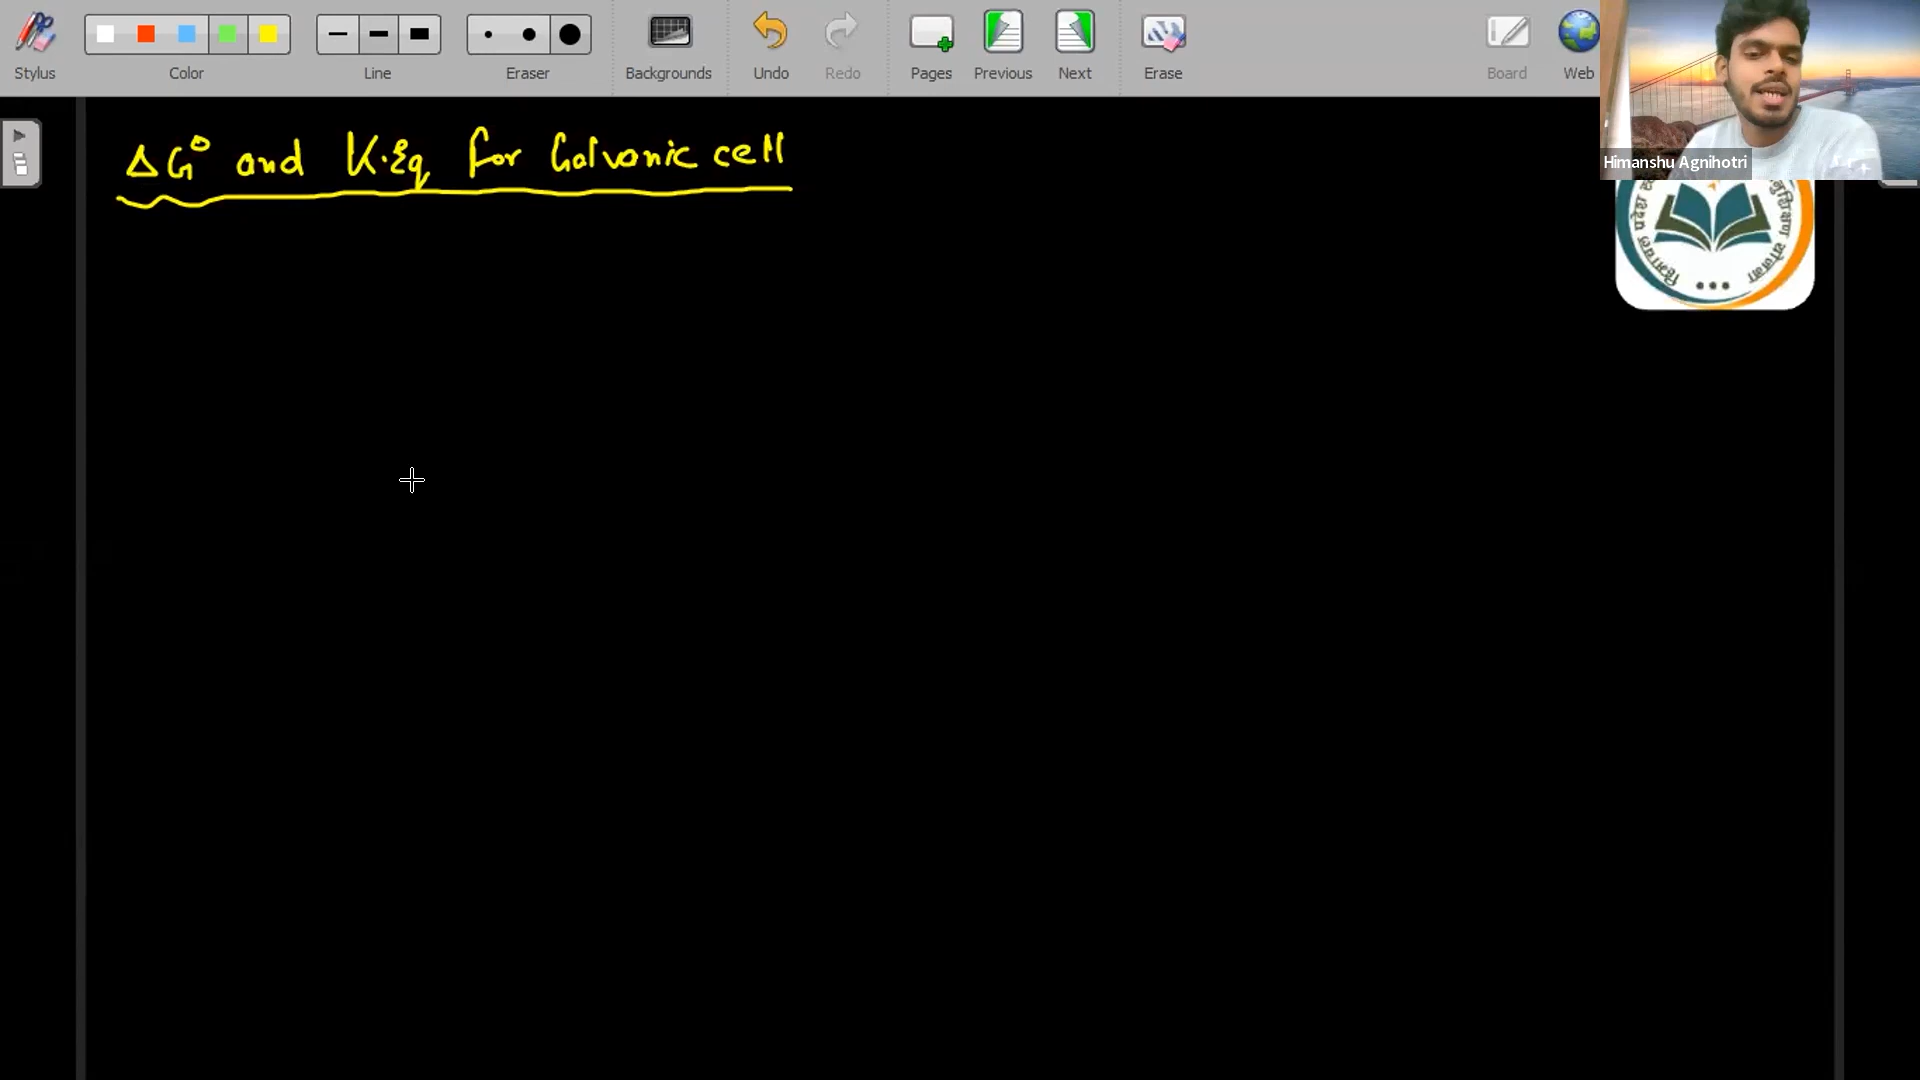 Stylus Color Line Eraser Backgrounds Undo Redo Pages Previous Next Erase Board Web
Himanshu Agnihotri
ΔG° and K.Eq for Galvanic cell